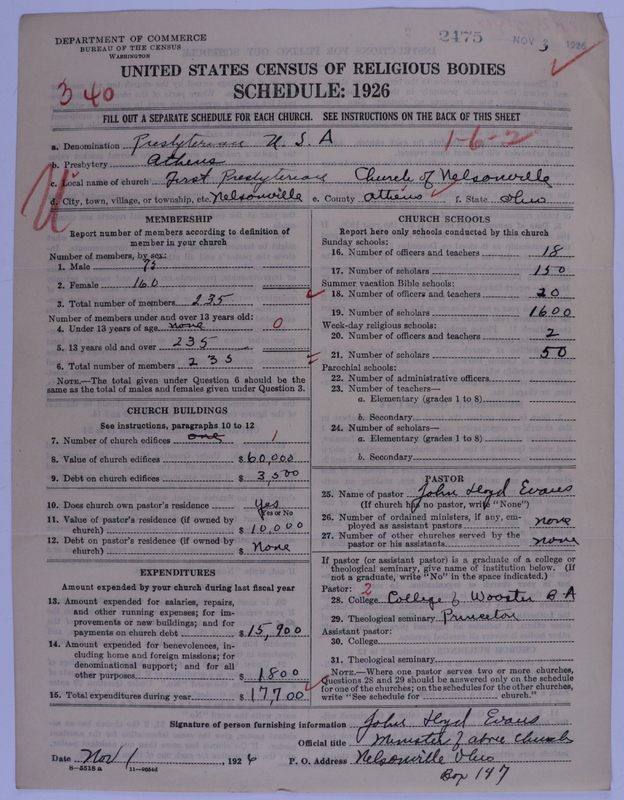 DEPARTMENT OF COMMERCE
BUREAU OF THE CENSUS
WASHINGTON
2475
NOV 3 1926
UNITED STATES CENSUS OF RELIGIOUS BODIES
340
SCHEDULE: 1926
FILL OUT A SEPARATE SCHEDULE FOR EACH CHURCH. SEE INSTRUCTIONS ON THE BACK OF THIS SHEET
a. Denomination Presbyterian U. S. A 1-6-2
b. Presbytery Athens
c. Local name of church First Presbyterian Church of Nelsonville
d. City, town, village, or township, etc. Nelsonville e. County Athens f. State Ohio
MEMBERSHIP
Report number of members according to definition of
member in your church
Number of members, by sex:
1. Male 75
2. Female 160
3. Total number of members 235
Number of members under and over 13 years old:
4. Under 13 years of age none 0
5. 13 years old and over 235
6. Total number of members 235
NOTE.—The total given under Question 6 should be the
same as the total of males and females given under Question 3.
CHURCH BUILDINGS
See instructions, paragraphs 10 to 12
7. Number of church edifices one 1
8. Value of church edifices $60,000
9. Debt on church edifices $3,500
10. Does church own pastor's residence Yes
Yes or No
11. Value of pastor's residence (if owned by
church) $10,000
12. Debt on pastor's residence (if owned by
church) $None
EXPENDITURES
Amount expended by your church during last fiscal year
13. Amount expended for salaries, repairs,
and other running expenses; for im-
provements or new buildings; and for
payments on church debt $15,900
14. Amount expended for benevolences, in-
cluding home and foreign missions; for
denominational support; and for all
other purposes $1800
15. Total expenditures during year $17,700
CHURCH SCHOOLS
Report here only schools conducted by this church
Sunday schools:
16. Number of officers and teachers 18
17. Number of scholars 150
Summer vacation Bible schools:
18. Number of officers and teachers 20
19. Number of scholars 1600
Week-day religious schools:
20. Number of officers and teachers 2
21. Number of scholars 50
Parochial schools:
22. Number of administrative officers
23. Number of teachers—
a. Elementary (grades 1 to 8)
b. Secondary
24. Number of scholars—
a. Elementary (grades 1 to 8)
b. Secondary
PASTOR
25. Name of pastor John Lloyd Evans
(If church has no pastor, write "None")
26. Number of ordained ministers, if any, em-
ployed as assistant pastors none
27. Number of other churches served by the
pastor or his assistants none
If pastor (or assistant pastor) is a graduate of a college or
theological seminary, give name of institution below. (If
not a graduate, write "No" in the space indicated.)
Pastor: 2
28. College College of Wooster B A
29. Theological seminary Princeton
Assistant pastor:
30. College
31. Theological seminary
NOTE.—Where one pastor serves two or more churches,
Questions 28 and 29 should be answered only on the schedule
for one of the churches; on the schedules for the other churches,
write "See schedule for church."
Signature of person furnishing information John Lloyd Evans
Official title Minister of above church
Date Nov 1, 1926 P. O. Address Nelsonville Ohio
8—5518 a
Box 147